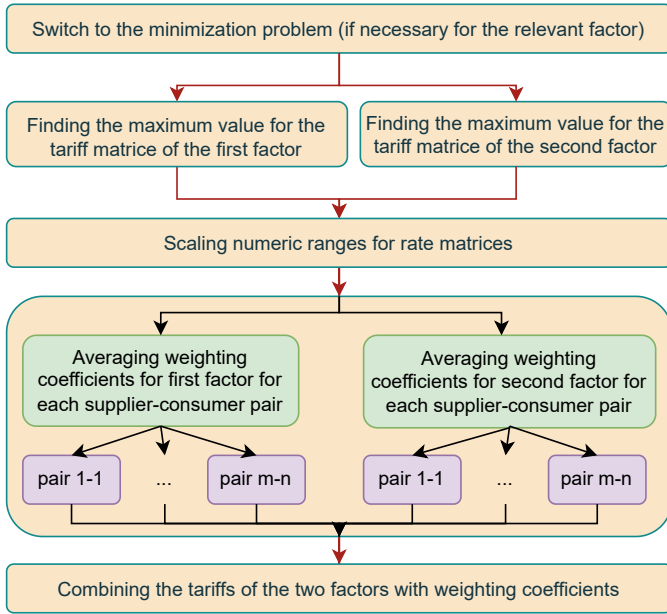 Switch to the minimization problem (if necessary for the relevant factor)
Finding the maximum value for the
tariff matrice of the first factor
Finding the maximum value for the
tariff matrice of the second factor
Scaling numeric ranges for rate matrices
Averaging weighting
coefficients for first factor for
each supplier-consumer pair
Averaging weighting
coefficients for second factor for
each supplier-consumer pair
pair 1-1
...
pair m-n
pair 1-1
...
pair m-n
Combining the tariffs of the two factors with weighting coefficients